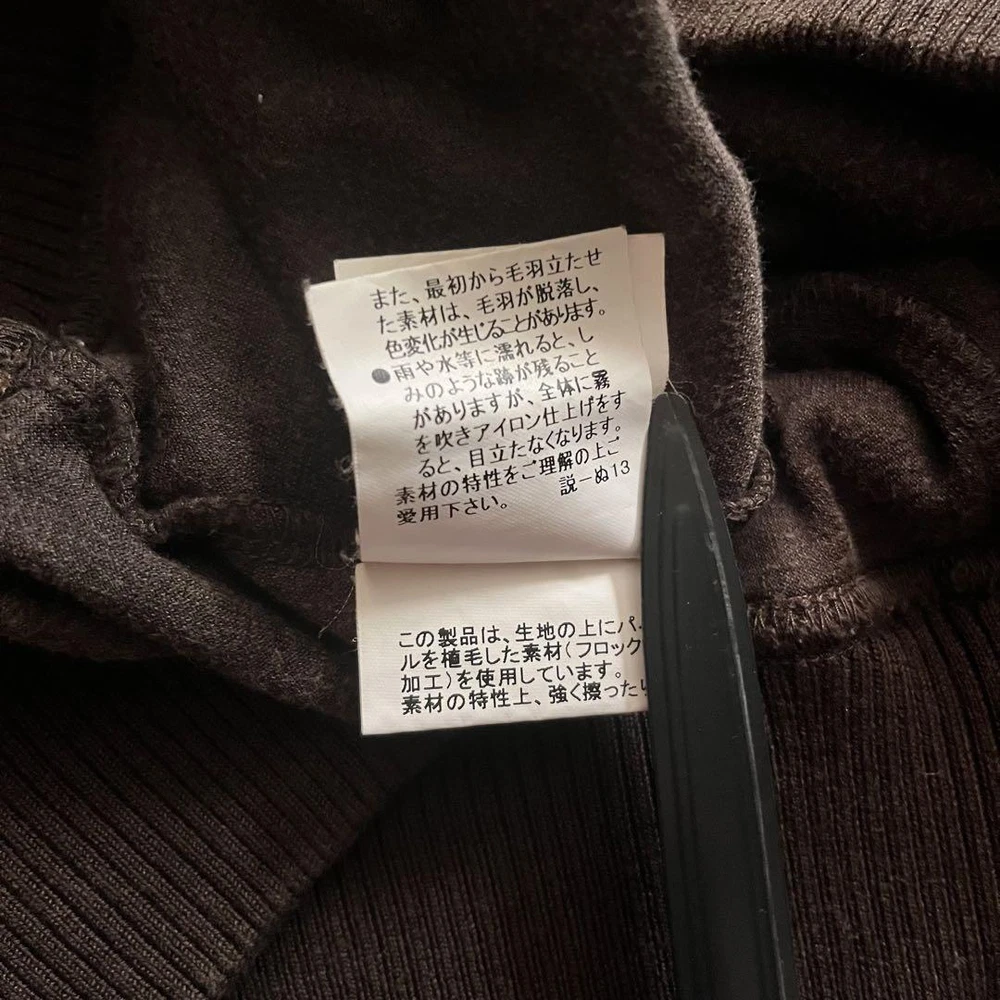 また、最初から毛羽立たせ
た素材は、毛羽が脱落し、
色変化が生じることがあります。
●雨や水等に濡れると、し
みのような跡が残ること
がありますが、全体に霧
を吹きアイロン仕上げをす
ると、目立たなくなります。
素材の特性をご理解の上ご
愛用下さい。 説ーぬ13
この製品は、生地の上にパー
ルを植毛した素材(フロック
加工)を使用しています。
素材の特性上、強く擦ったり